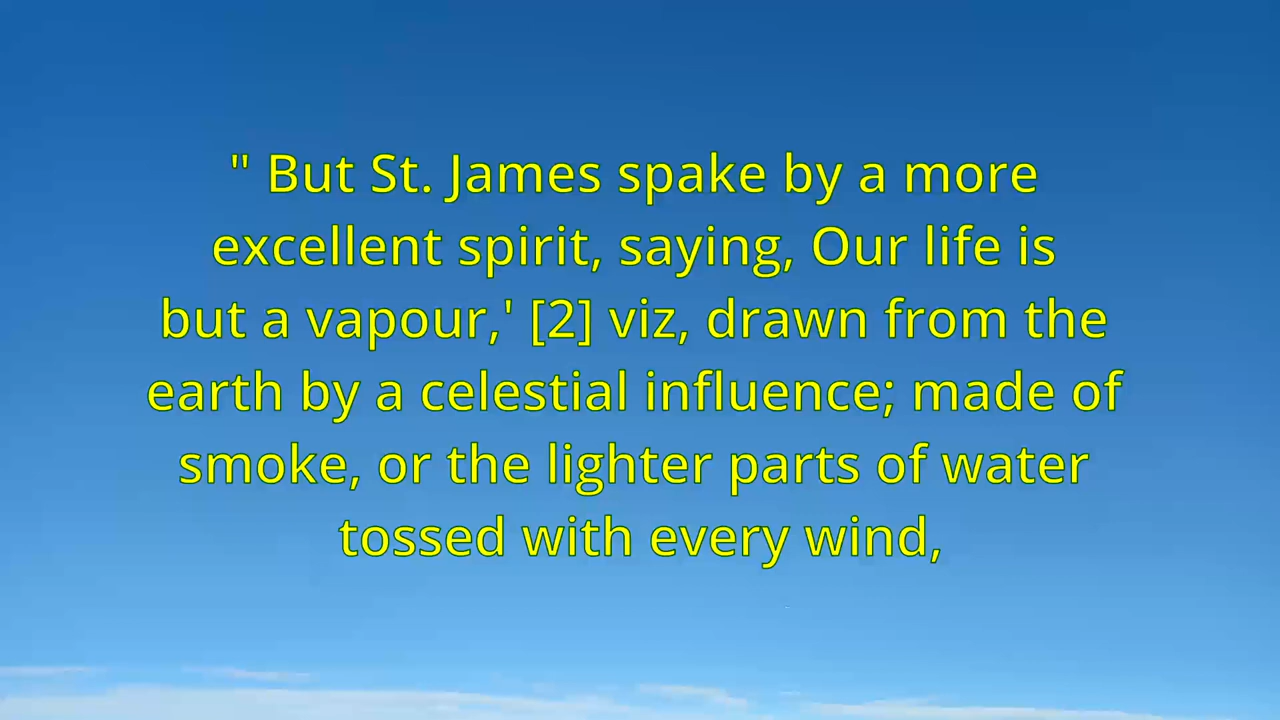 " But St. James spake by a more
excellent spirit, saying, Our life is
but a vapour,' [2] viz, drawn from the
earth by a celestial influence; made of
smoke, or the lighter parts of water
tossed with every wind,